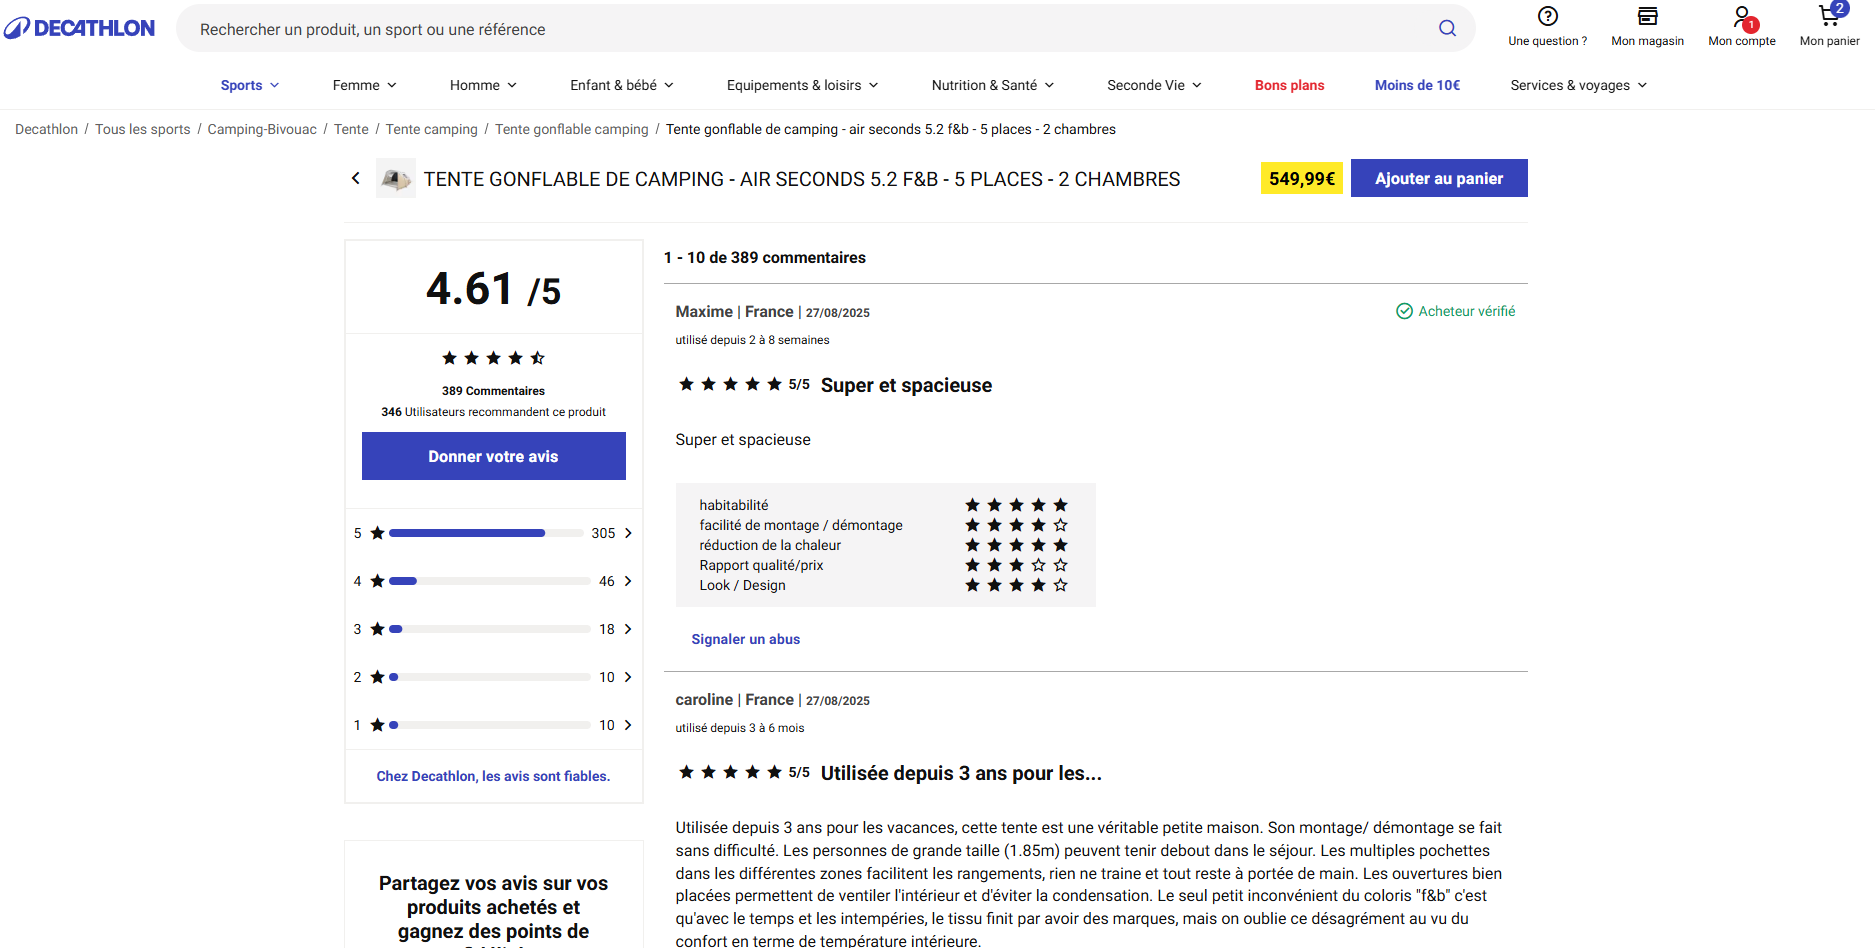 DECATHLON
Rechercher un produit, un sport ou une référence
Une question ?
Mon magasin
1
Mon compte
2
Mon panier
Sports
Femme
Homme
Enfant & bébé
Equipements & loisirs
Nutrition & Santé
Seconde Vie
Bons plans
Moins de 10€
Services & voyages
Decathlon / Tous les sports / Camping-Bivouac / Tente / Tente camping / Tente gonflable camping / Tente gonflable de camping - air seconds 5.2 f&b - 5 places - 2 chambres
TENTE GONFLABLE DE CAMPING - AIR SECONDS 5.2 F&B - 5 PLACES - 2 CHAMBRES
549,99€
Ajouter au panier
4.61 /5
389 Commentaires
346 Utilisateurs recommandent ce produit
Donner votre avis
5 305
4 46
3 18
2 10
1 10
Chez Decathlon, les avis sont fiables.
Partagez vos avis sur vos
produits achetés et
gagnez des points de
1 - 10 de 389 commentaires
Maxime | France | 27/08/2025
Acheteur vérifié
utilisé depuis 2 à 8 semaines
5/5 Super et spacieuse
Super et spacieuse
habitabilité
facilité de montage / démontage
réduction de la chaleur
Rapport qualité/prix
Look / Design
Signaler un abus
caroline | France | 27/08/2025
utilisé depuis 3 à 6 mois
5/5 Utilisée depuis 3 ans pour les...
Utilisée depuis 3 ans pour les vacances, cette tente est une véritable petite maison. Son montage/ démontage se fait
sans difficulté. Les personnes de grande taille (1.85m) peuvent tenir debout dans le séjour. Les multiples pochettes
dans les différentes zones facilitent les rangements, rien ne traine et tout reste à portée de main. Les ouvertures bien
placées permettent de ventiler l'intérieur et d'éviter la condensation. Le seul petit inconvénient du coloris "f&b" c'est
qu'avec le temps et les intempéries, le tissu finit par avoir des marques, mais on oublie ce désagrément au vu du
confort en terme de température intérieure.